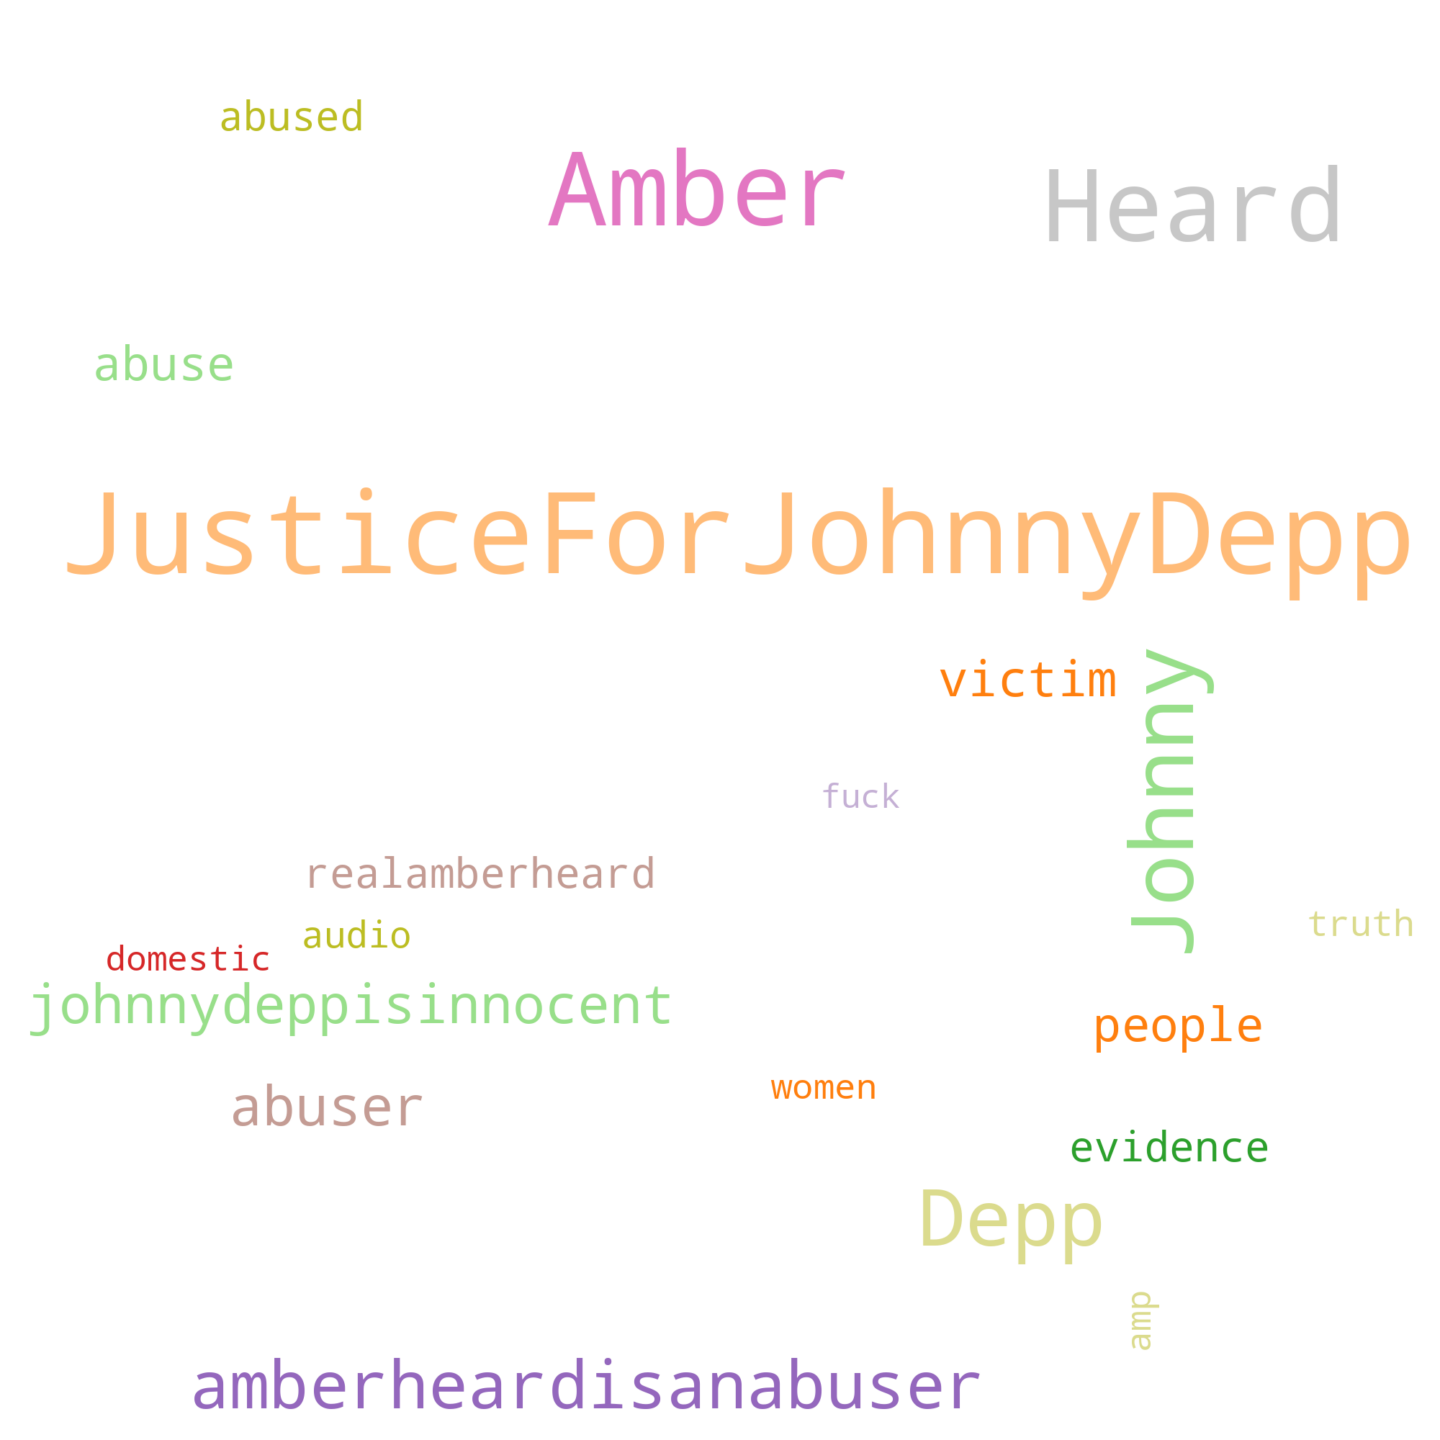 abused
Amber
Heard
abuse
JusticeForJohnnyDepp
victim
Johnny
fuck
realamberheard
truth
audio
domestic
johnnydeppisinnocent
people
women
abuser
evidence
Depp
amp
amberheardisanabuser